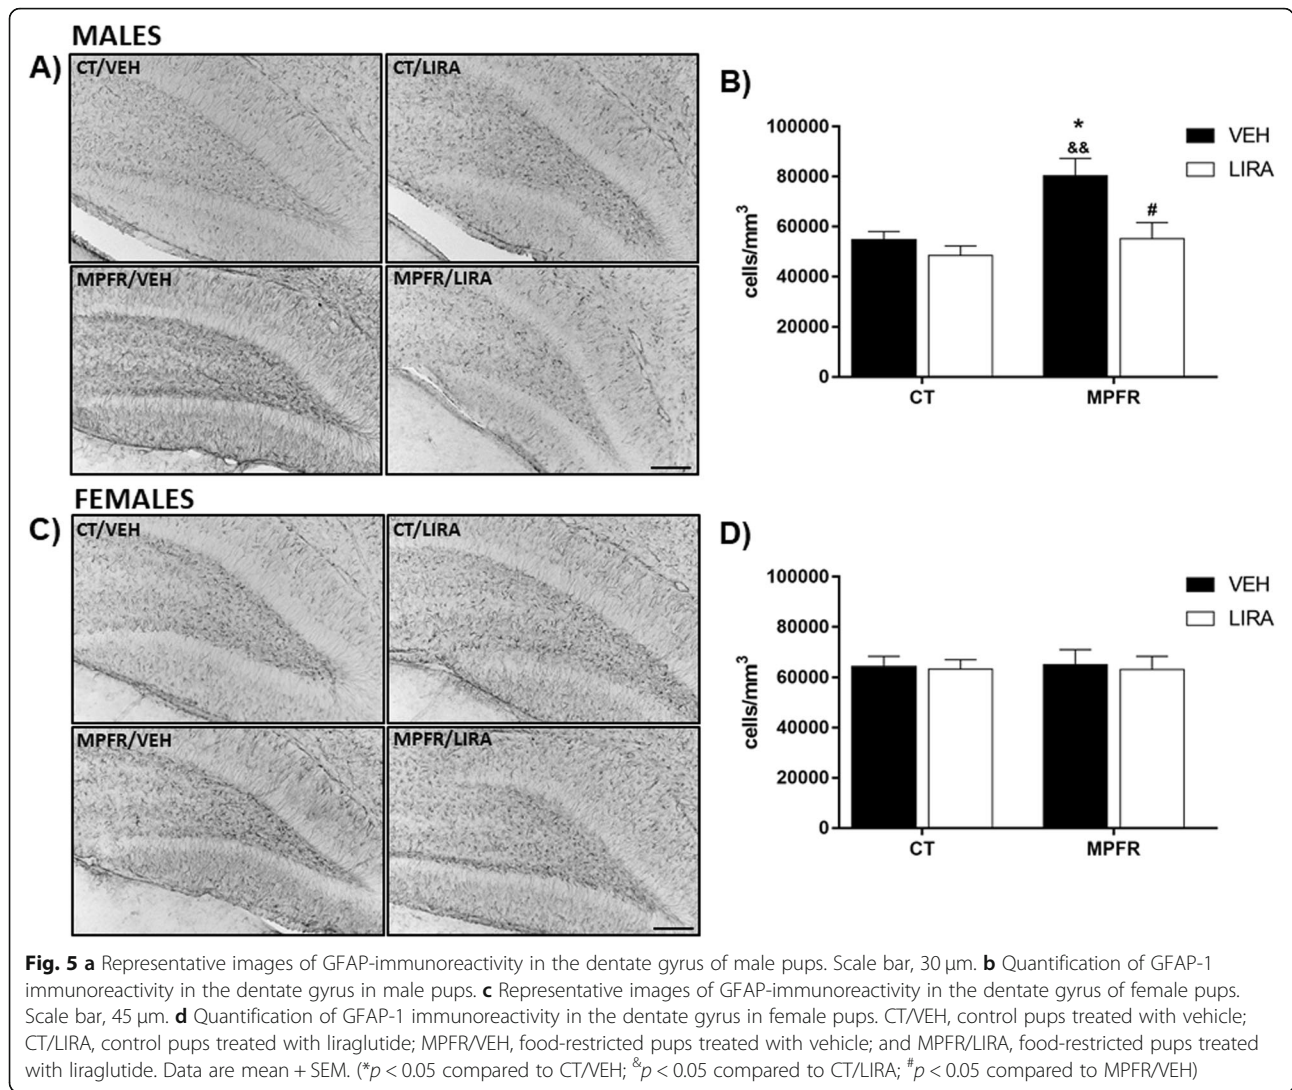 MALES
A)
CT/VEH
CT/LIRA
MPFR/VEH
MPFR/LIRA
B)
100000
80000
60000
40000
20000
0
cells/mm³
*
&&
#
VEH
LIRA
CT
MPFR
FEMALES
C)
CT/VEH
CT/LIRA
MPFR/VEH
MPFR/LIRA
D)
100000
80000
60000
40000
20000
0
cells/mm³
VEH
LIRA
CT
MPFR
Fig. 5 a Representative images of GFAP-immunoreactivity in the dentate gyrus of male pups. Scale bar, 30 μm. b Quantification of GFAP-1
immunoreactivity in the dentate gyrus in male pups. c Representative images of GFAP-immunoreactivity in the dentate gyrus of female pups.
Scale bar, 45 μm. d Quantification of GFAP-1 immunoreactivity in the dentate gyrus in female pups. CT/VEH, control pups treated with vehicle;
CT/LIRA, control pups treated with liraglutide; MPFR/VEH, food-restricted pups treated with vehicle; and MPFR/LIRA, food-restricted pups treated
with liraglutide. Data are mean + SEM. (*p < 0.05 compared to CT/VEH; &p < 0.05 compared to CT/LIRA; #p < 0.05 compared to MPFR/VEH)